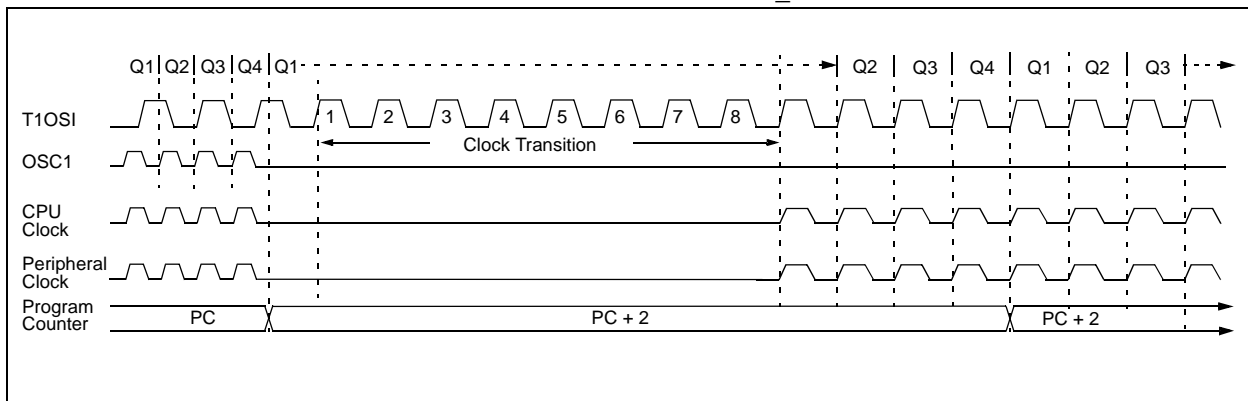 Q1 Q2 Q3 Q4 Q1 Q2 Q3 Q4 Q1 Q2 Q3
T1OSI 1 2 3 4 5 6 7 8
Clock Transition
OSC1
CPU
Clock
Peripheral
Clock
Program
Counter
PC PC + 2 PC + 2